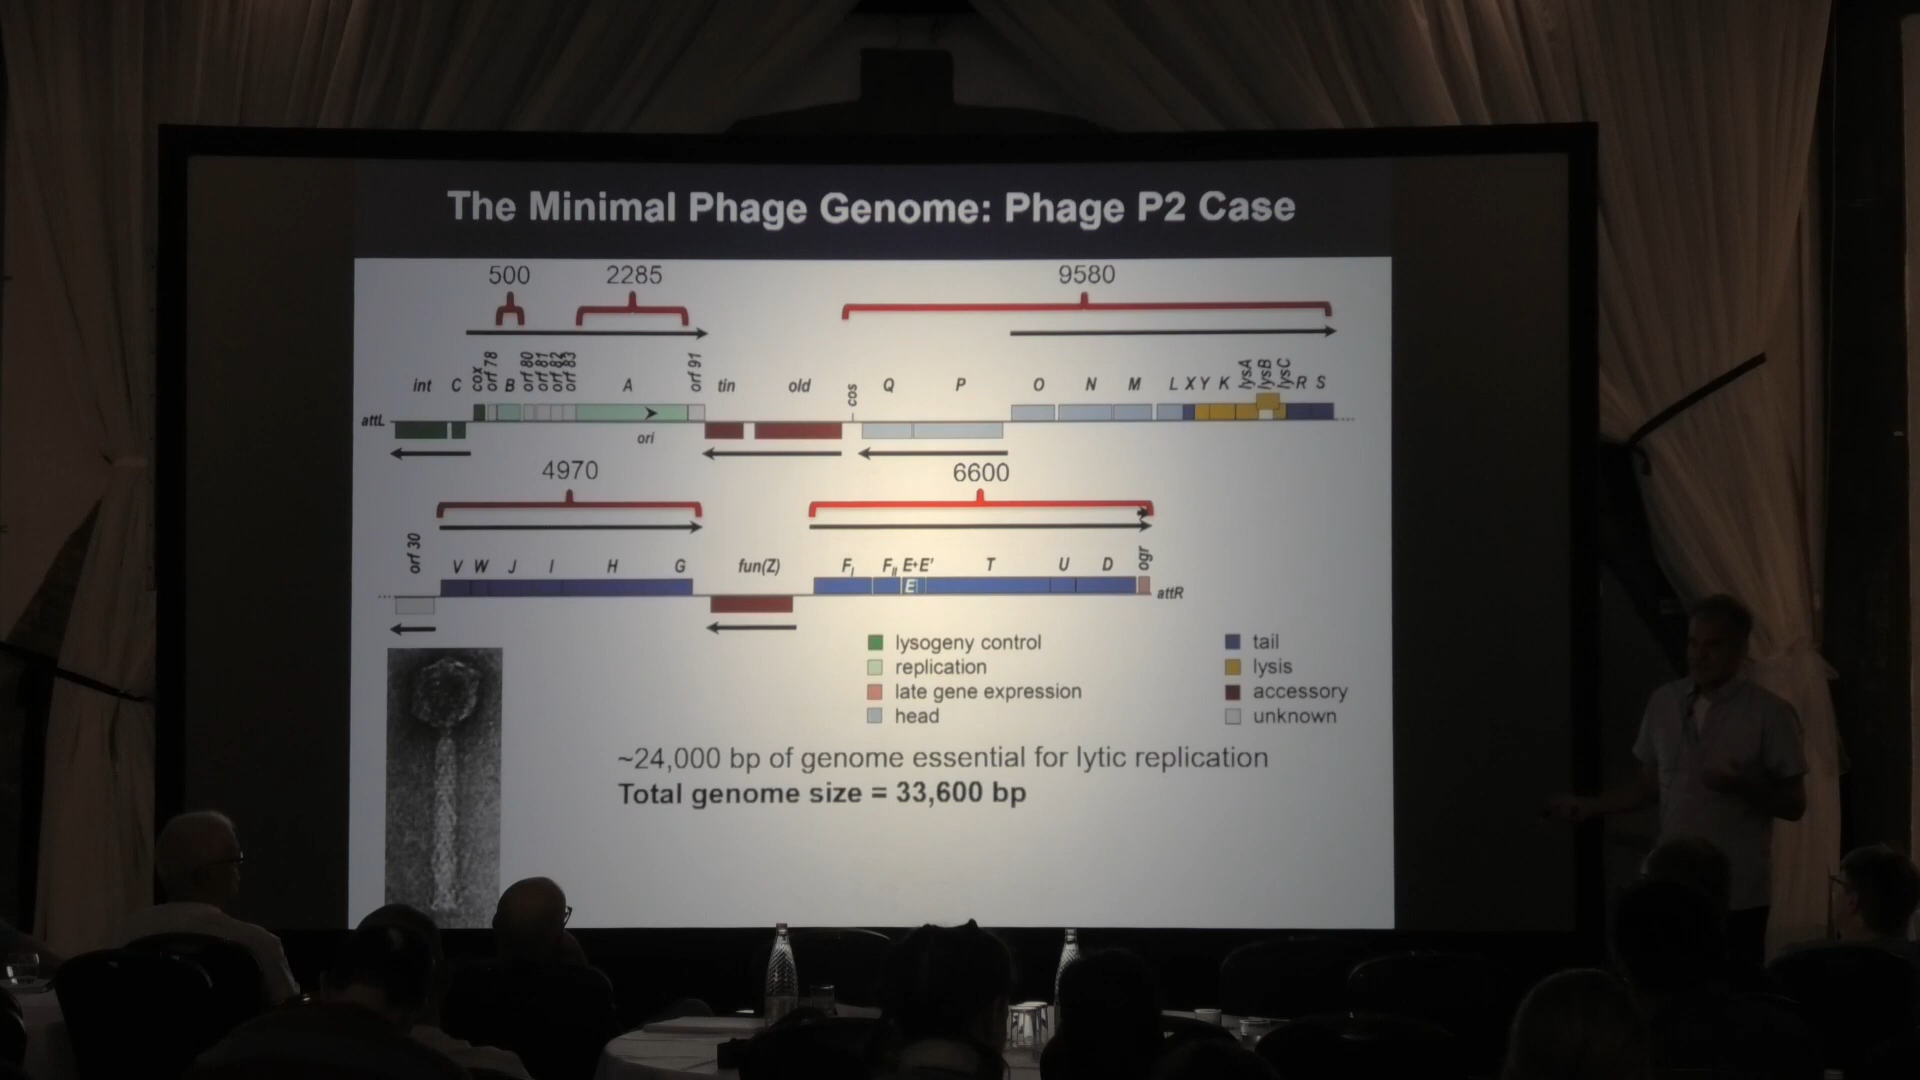 The Minimal Phage Genome: Phage P2 Case
500 2285 9580
int C cox orf 78 B orf 80 orf 81 orf 82 orf 83 A orf 91 tin old cos Q P O N M L X Y K lysA lysB lysC R S
attL
ori
4970 6600
orf 30 V W J I H G fun(Z) FI FII E+E' T U D ogr
E
attR
lysogeny control tail
replication lysis
late gene expression accessory
head unknown
~24,000 bp of genome essential for lytic replication
Total genome size = 33,600 bp